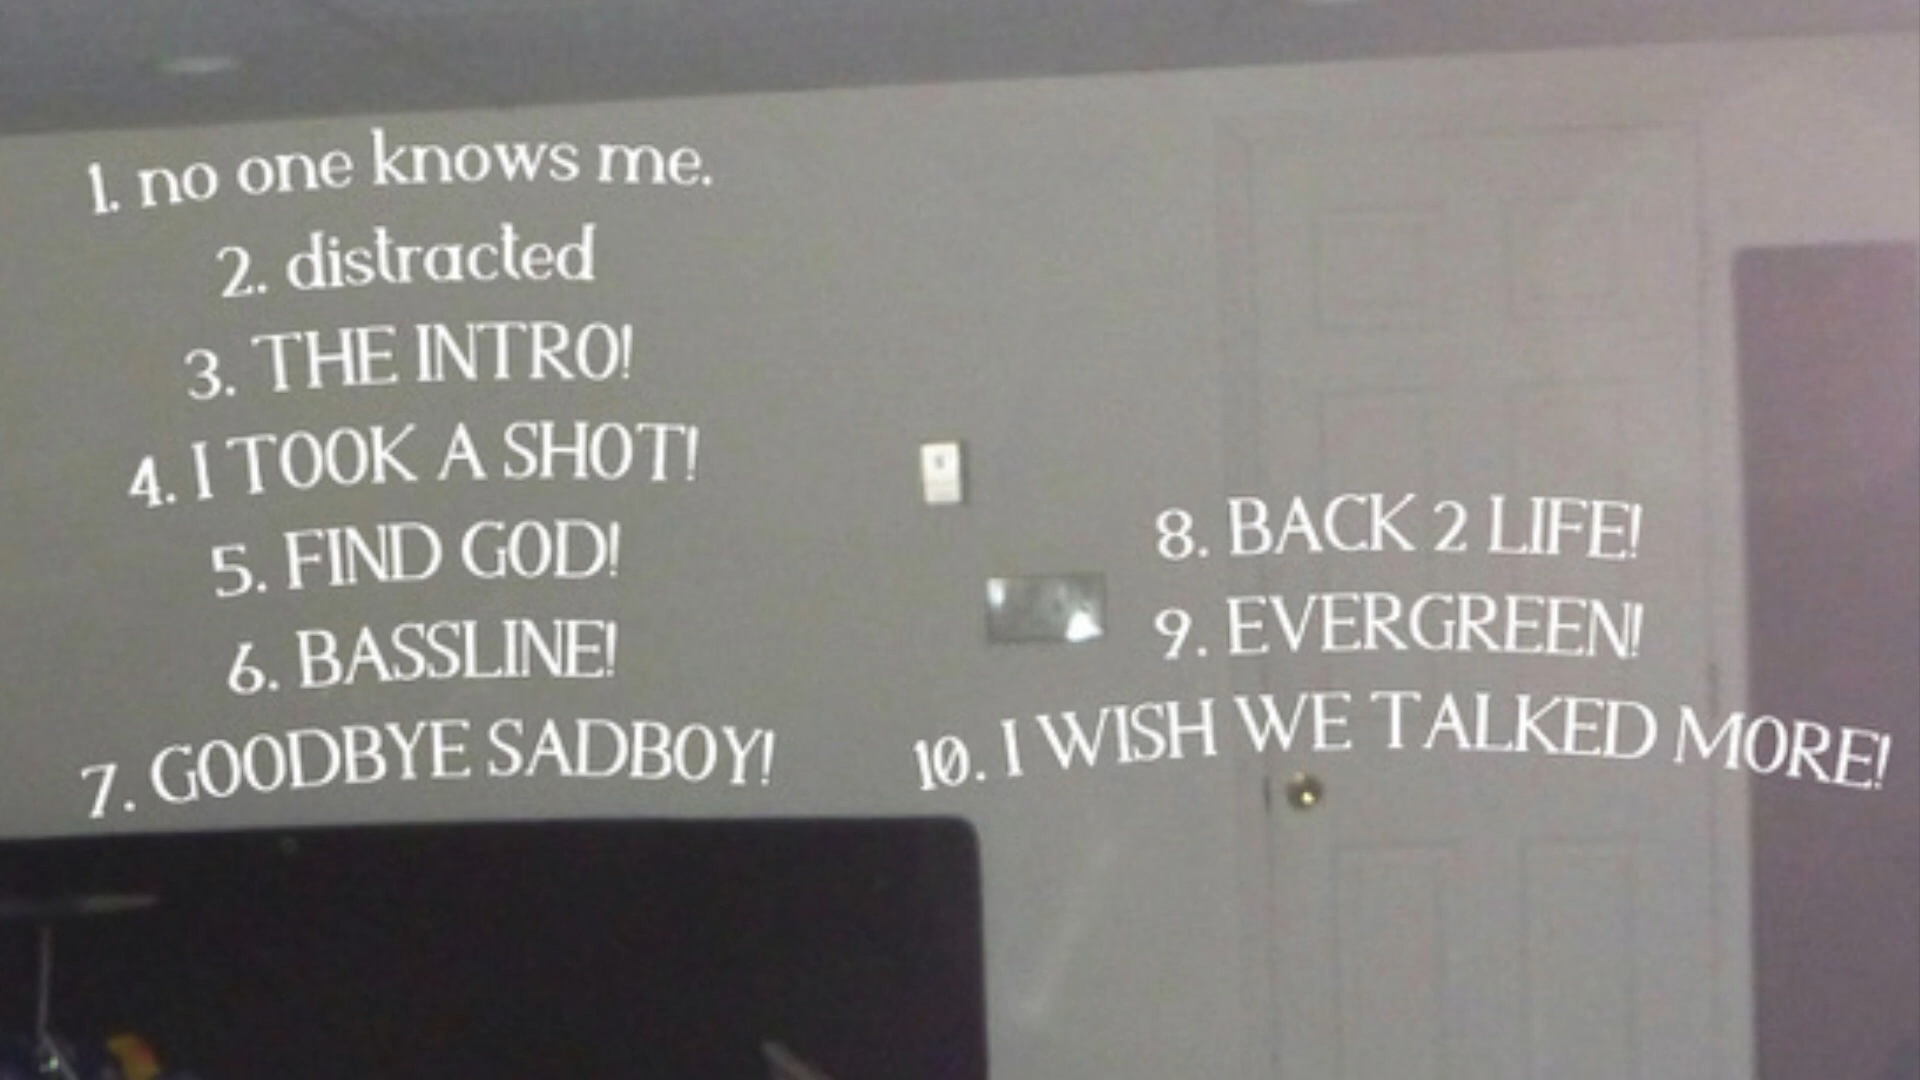 1. no one knows me.
2. distracted
3. THE INTRO!
4. I TOOK A SHOT!
5. FIND GOD!
6. BASSLINE!
7. GOODBYE SADBOY!
8. BACK 2 LIFE!
9. EVERGREEN!
10. I WISH WE TALKED MORE!